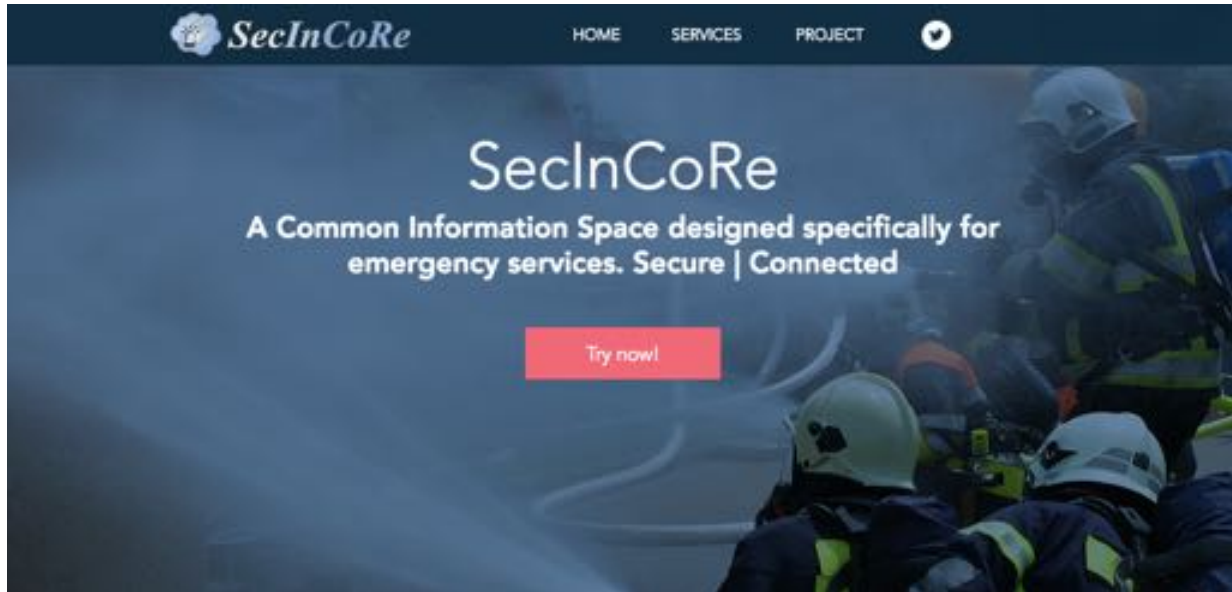 SecInCoRe
HOME SERVICES PROJECT
SecInCoRe
A Common Information Space designed specifically for
emergency services. Secure | Connected
Try now!